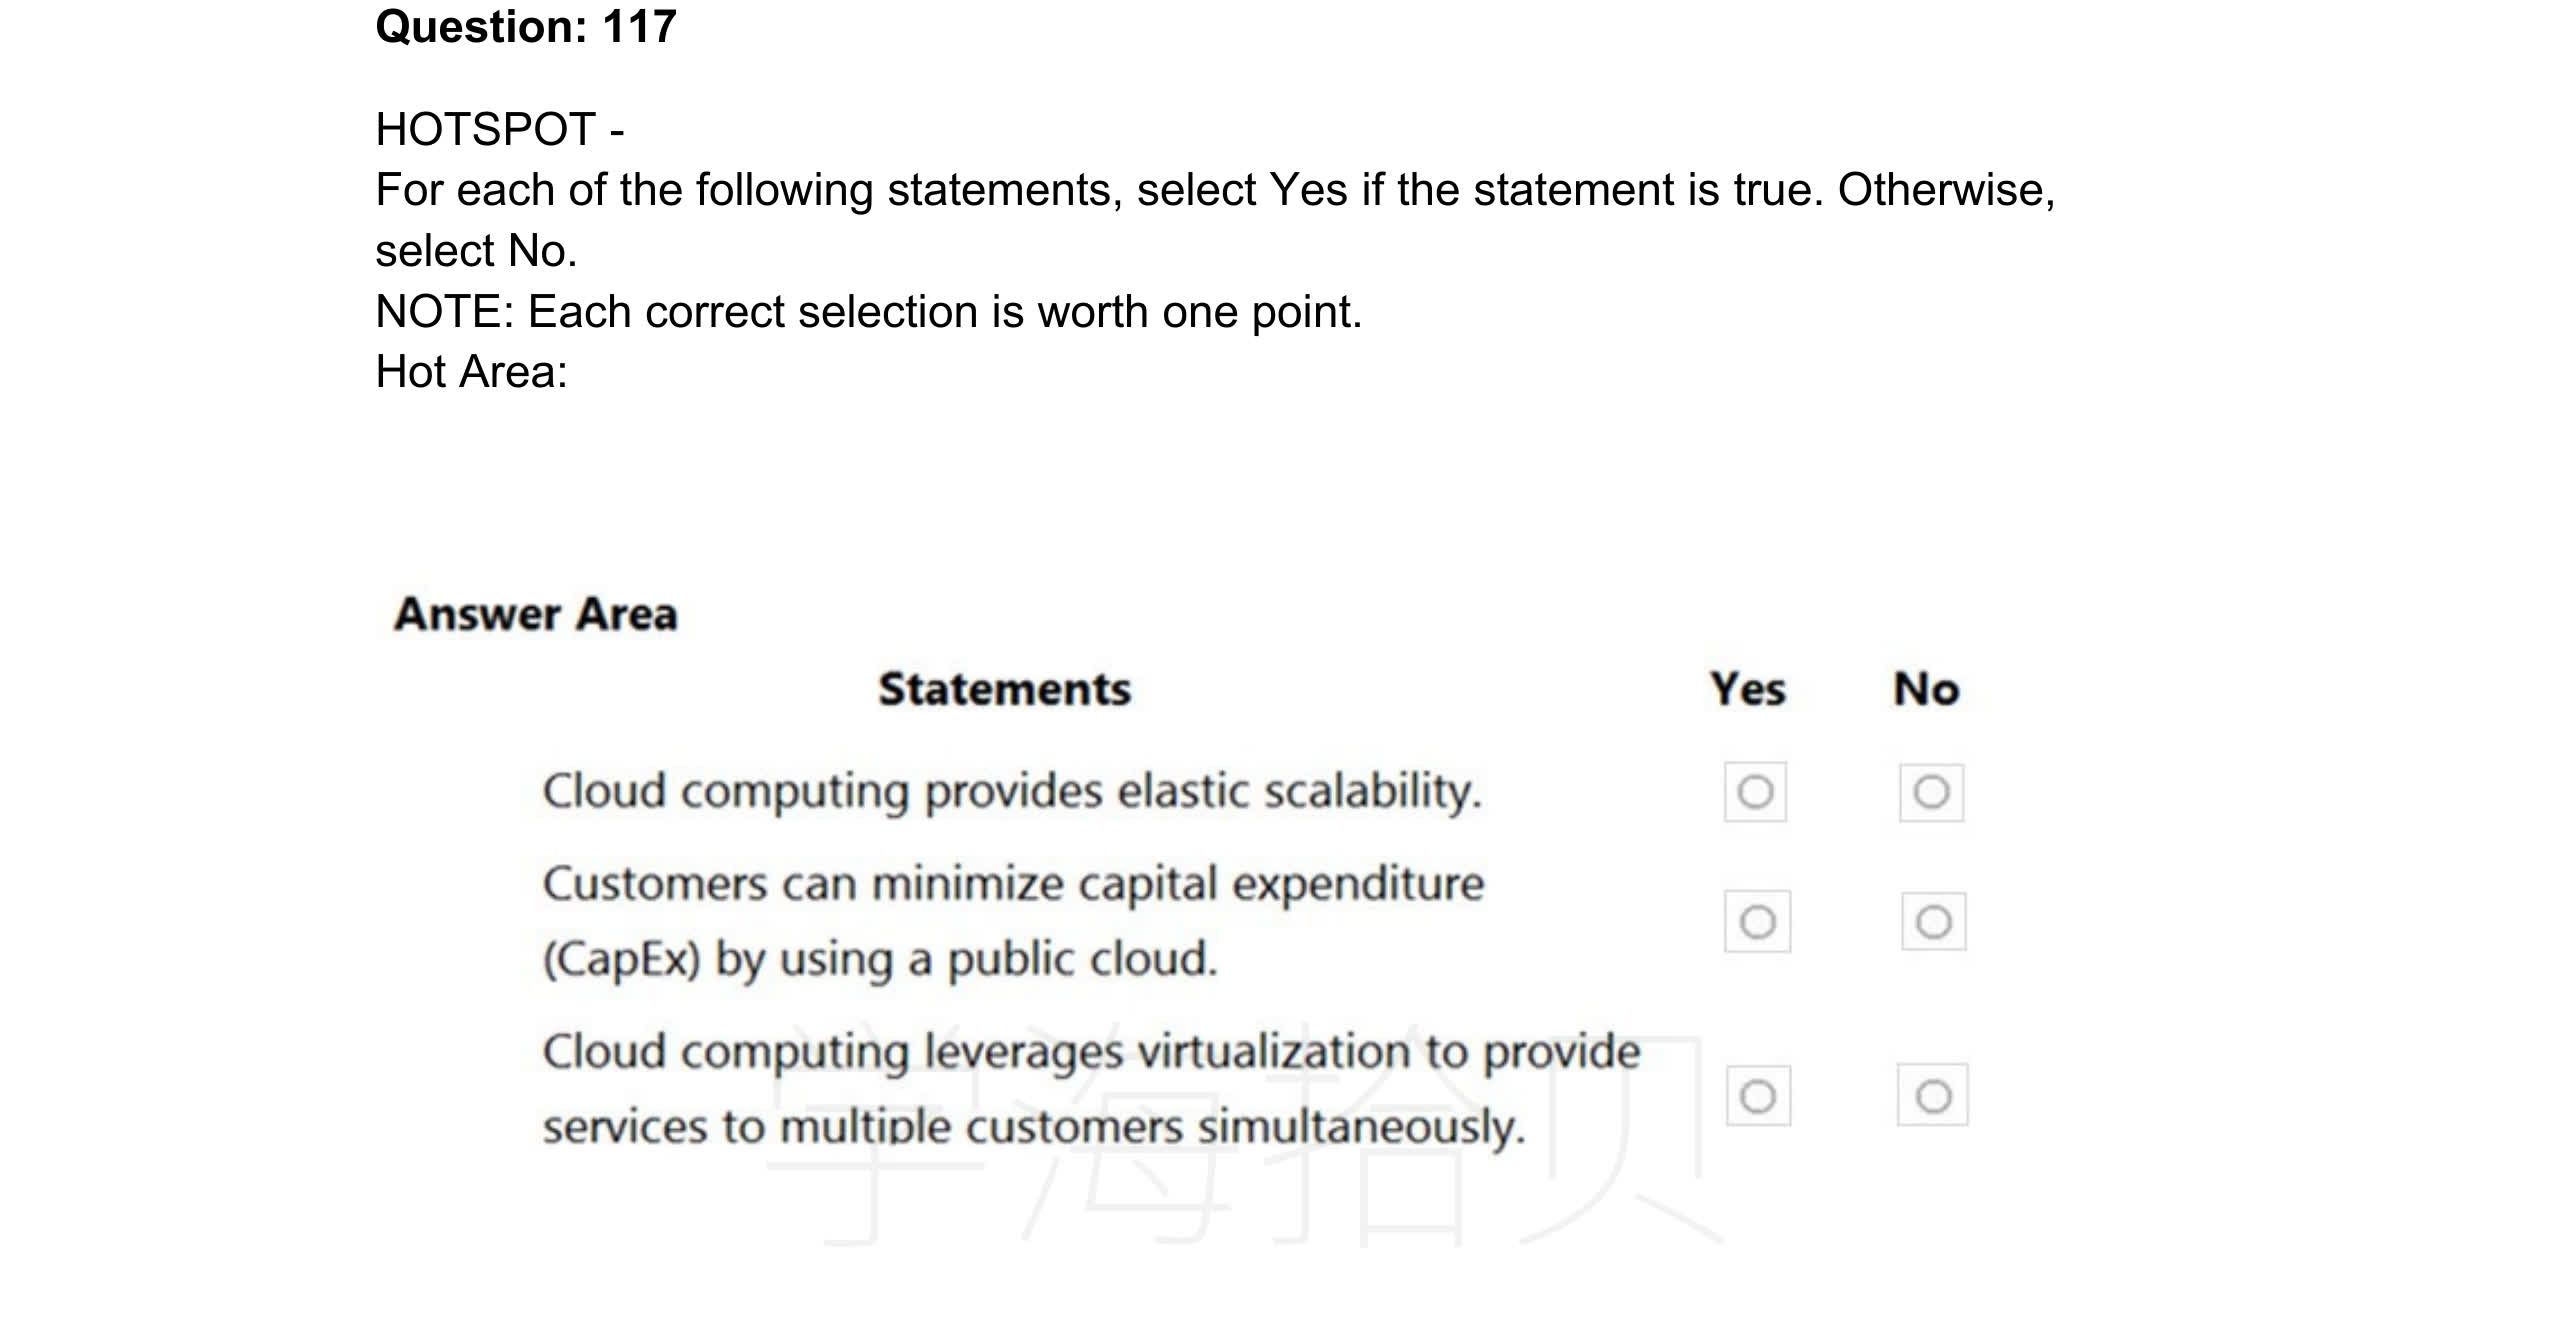 Question: 117
HOTSPOT -
For each of the following statements, select Yes if the statement is true. Otherwise,
select No.
NOTE: Each correct selection is worth one point.
Hot Area:
Answer Area
Statements Yes No
Cloud computing provides elastic scalability.
Customers can minimize capital expenditure
(CapEx) by using a public cloud.
Cloud computing leverages virtualization to provide
services to multiple customers simultaneously.
学海拾贝